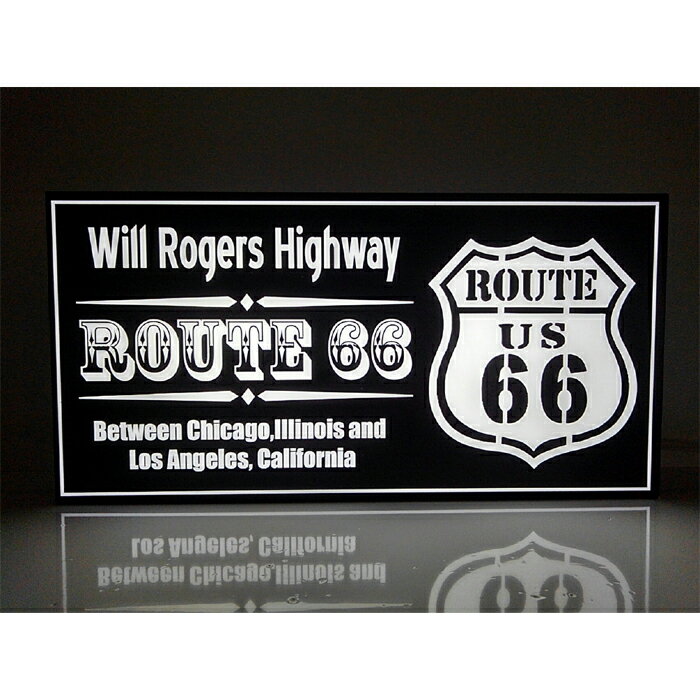 Will Rogers Highway
ROUTE 66
Between Chicago,Illinois and
Los Angeles, California
ROUTE
US
66